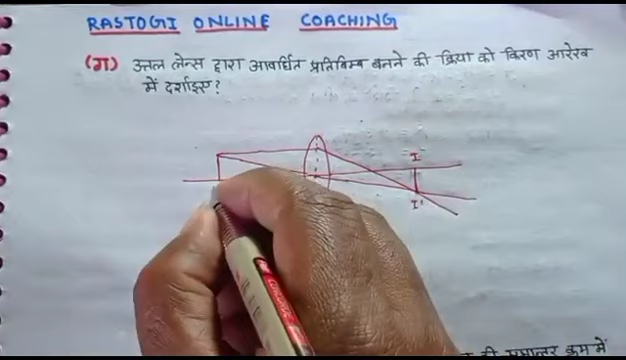 RASTOGI ONLINE COACHING
(ग) उत्तल लेन्स द्वारा आवर्धित प्रतिबिम्ब बनने की क्रिया को किरण आरेख
में दर्शाइए?
I
I'